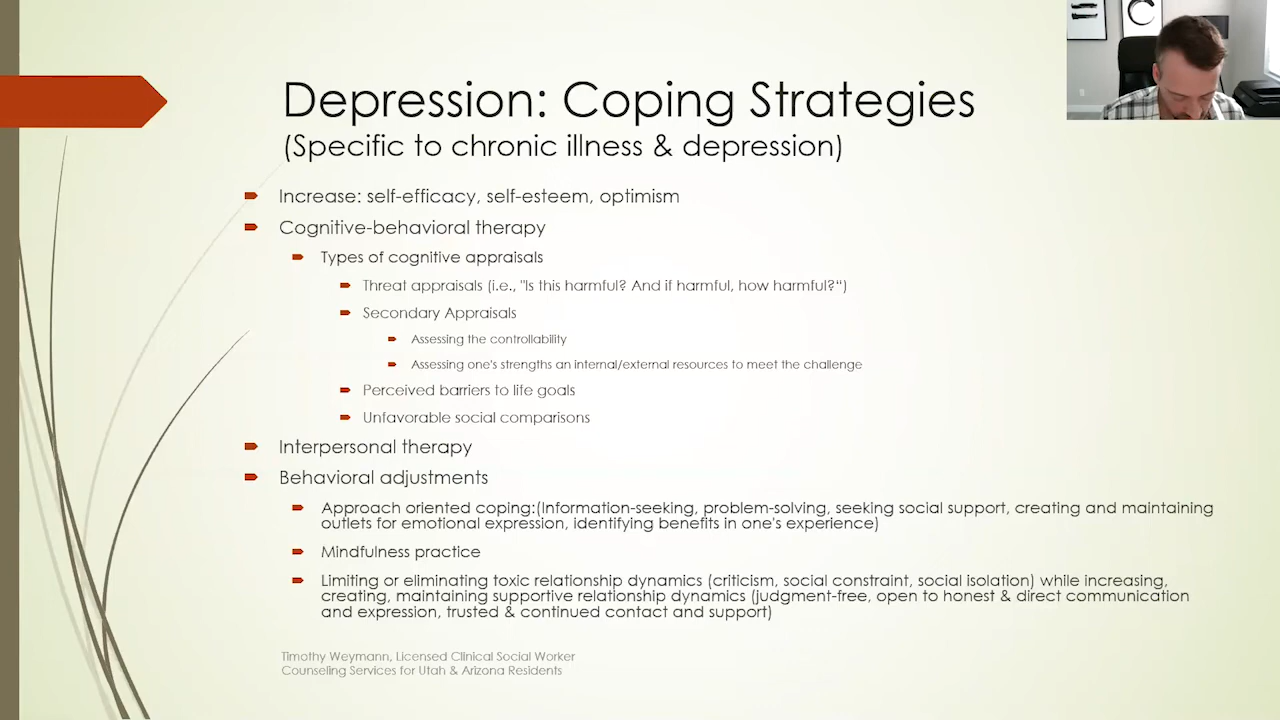 Depression: Coping Strategies
(Specific to chronic illness & depression)
Increase: self-efficacy, self-esteem, optimism
Cognitive-behavioral therapy
Types of cognitive appraisals
Threat appraisals (i.e., "Is this harmful? And if harmful, how harmful?“)
Secondary Appraisals
Assessing the controllability
Assessing one's strengths an internal/external resources to meet the challenge
Perceived barriers to life goals
Unfavorable social comparisons
Interpersonal therapy
Behavioral adjustments
Approach oriented coping:(Information-seeking, problem-solving, seeking social support, creating and maintaining
outlets for emotional expression, identifying benefits in one's experience)
Mindfulness practice
Limiting or eliminating toxic relationship dynamics (criticism, social constraint, social isolation) while increasing,
creating, maintaining supportive relationship dynamics (judgment-free, open to honest & direct communication
and expression, trusted & continued contact and support)
Timothy Weymann, Licensed Clinical Social Worker
Counseling Services for Utah & Arizona Residents